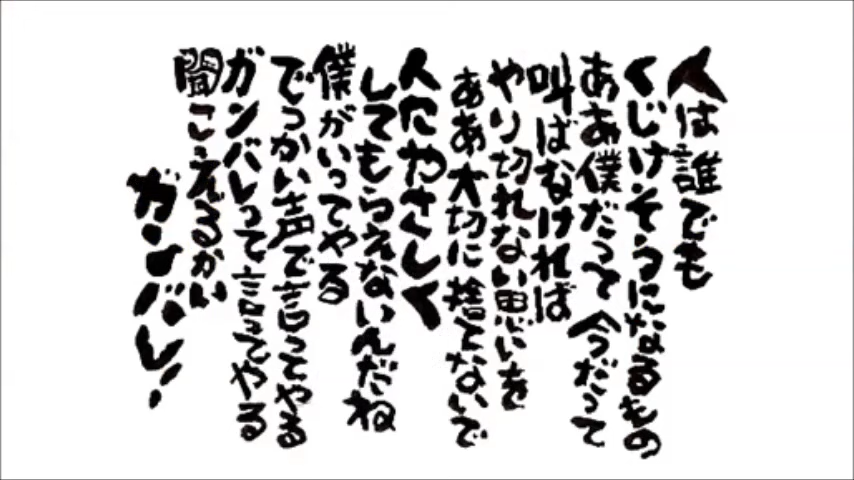 人は誰でも
くじけそうになるもの
ああ僕だって今だって
叫ばなければ
やり切れない思いを
ああ大切に捨てないで
人にやさしく
してもらえないんだね
僕がいってやる
でっかい声で言ってやる
ガンバレって言ってやる
聞こえるかい
ガンバレ!